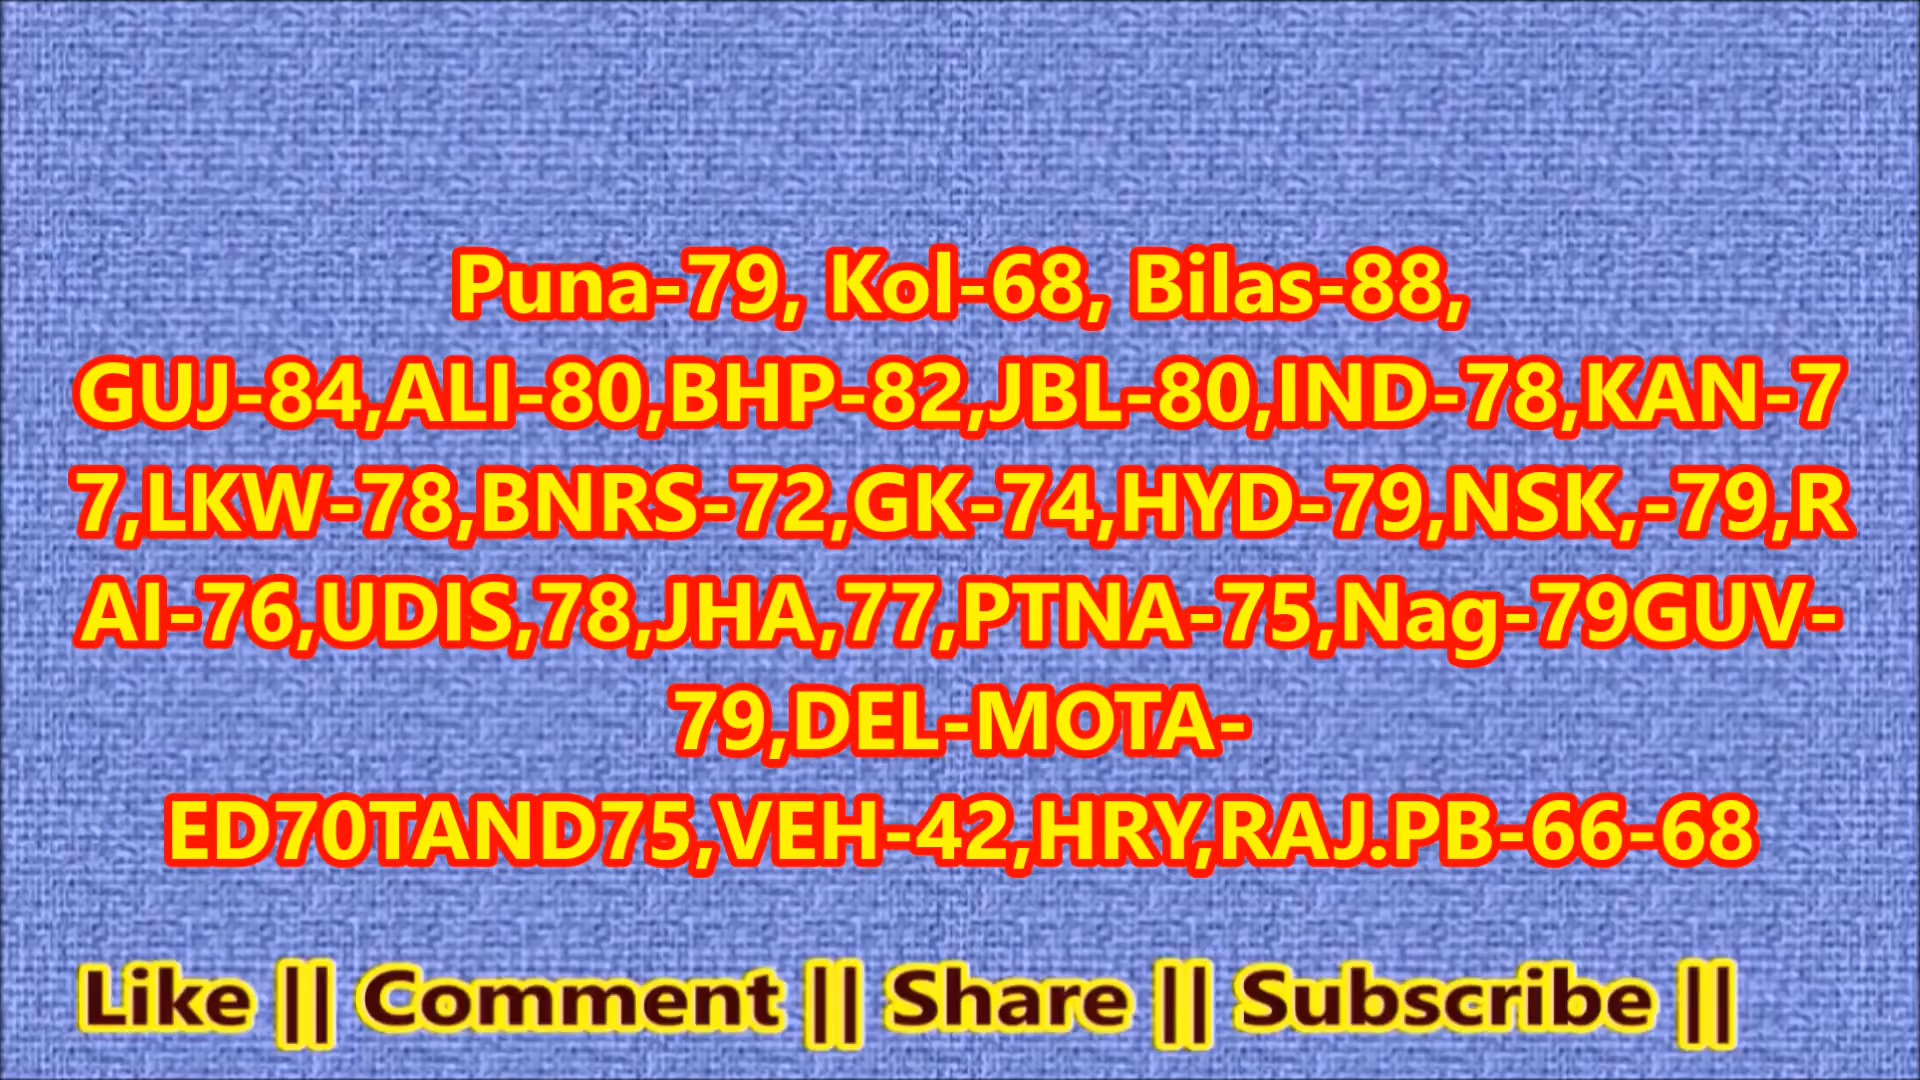 Puna-79, Kol-68, Bilas-88,
GUJ-84,ALI-80,BHP-82,JBL-80,IND-78,KAN-7
7,LKW-78,BNRS-72,GK-74,HYD-79,NSK,-79,R
AI-76,UDIS,78,JHA,77,PTNA-75,Nag-79GUV-
79,DEL-MOTA-
ED70TAND75,VEH-42,HRY,RAJ.PB-66-68
Like || Comment || Share || Subscribe ||